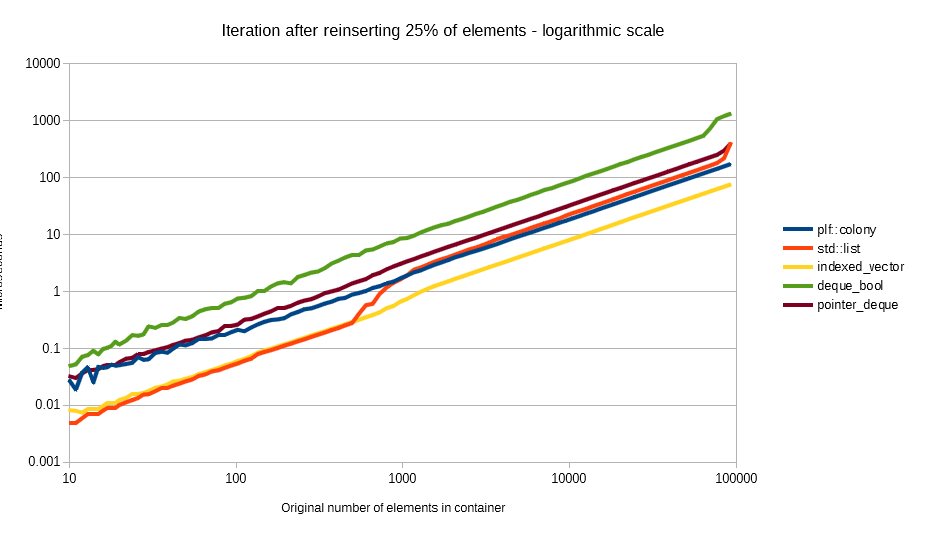 Iteration after reinserting 25% of elements - logarithmic scale
10000
1000
100
10
1
0.1
0.01
0.001
10
100
1000
10000
100000
Original number of elements in container
plf::colony
std::list
indexed_vector
deque_bool
pointer_deque